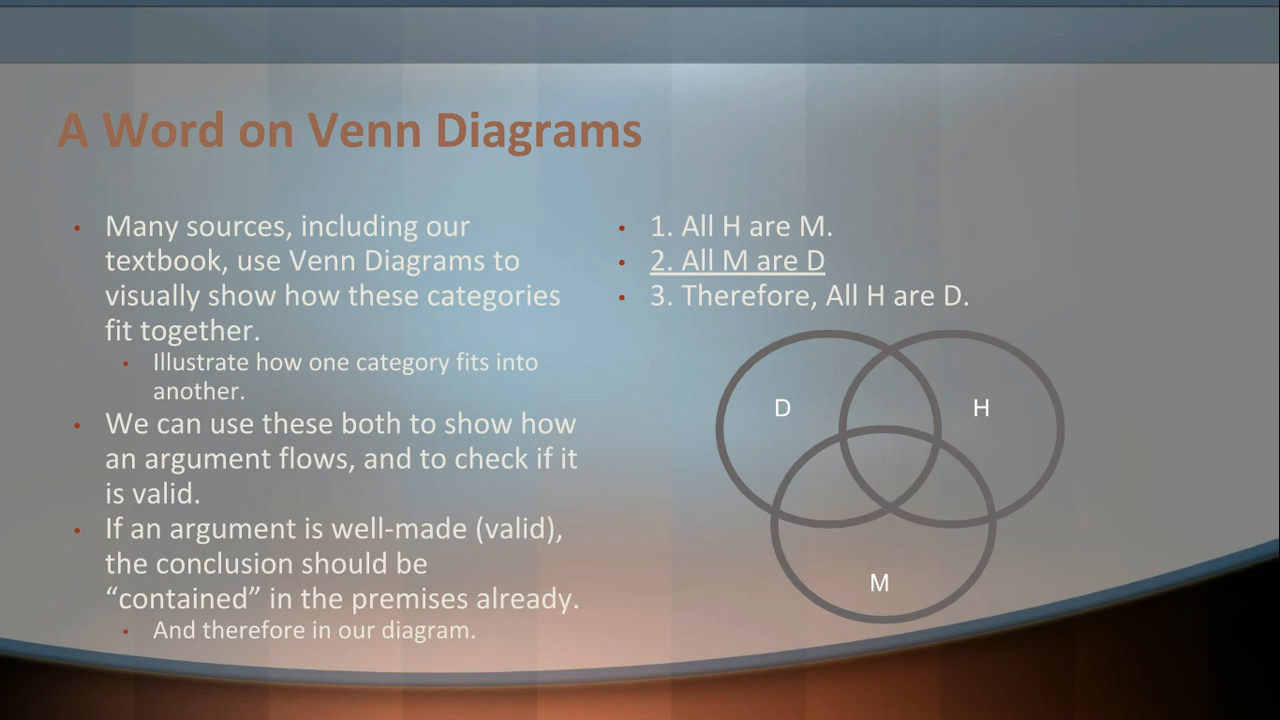 A Word on Venn Diagrams
• Many sources, including our
textbook, use Venn Diagrams to
visually show how these categories
fit together.
• Illustrate how one category fits into
another.
• We can use these both to show how
an argument flows, and to check if it
is valid.
• If an argument is well-made (valid),
the conclusion should be
“contained” in the premises already.
• And therefore in our diagram.
• 1. All H are M.
• 2. All M are D
• 3. Therefore, All H are D.
D
H
M